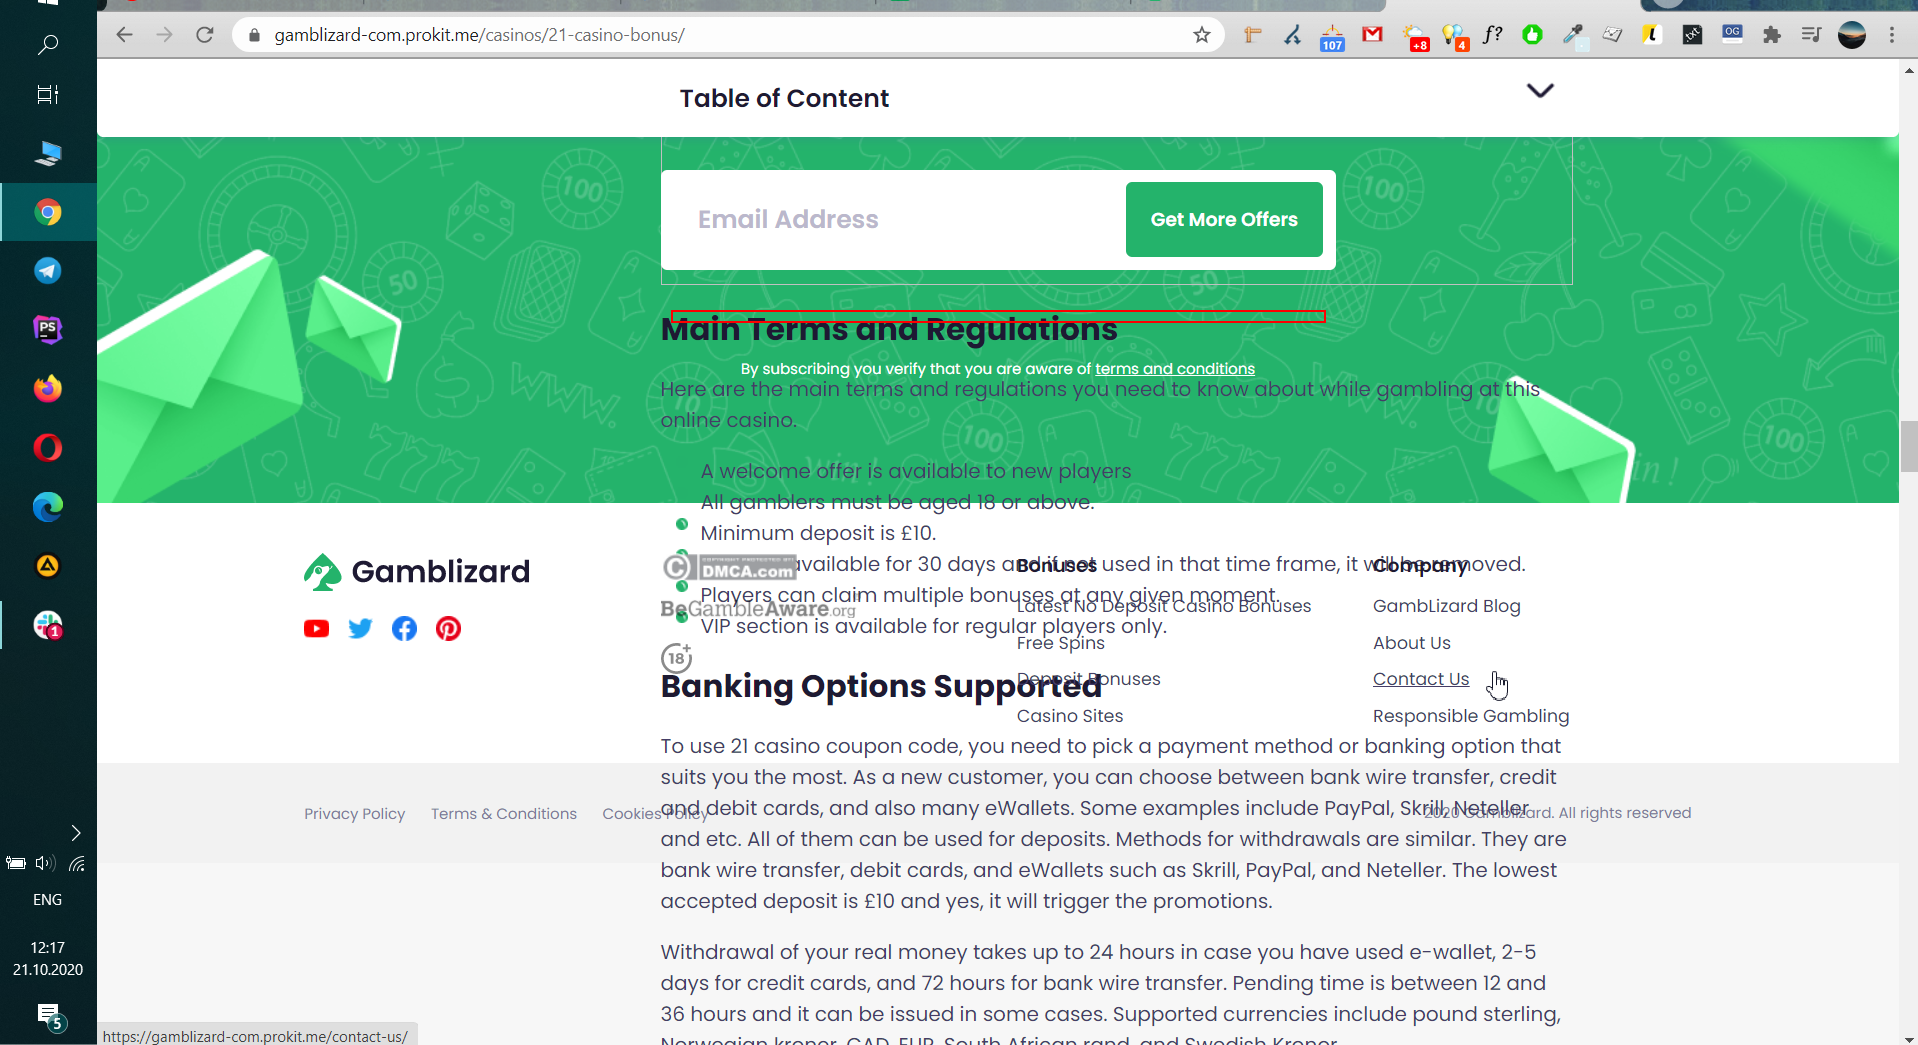 gamblizard-com.prokit.me/casinos/21-casino-bonus/
107
+8
4
f?
OG
Table of Content
Email Address
Get More Offers
Main Terms and Regulations
By subscribing you verify that you are aware of terms and conditions
Here are the main terms and regulations you need to know about while gambling at this
online casino.
A welcome offer is available to new players
All gamblers must be aged 18 or above.
Minimum deposit is £10.
available for 30 days and if not used in that time frame, it will be removed.
Players can claim multiple bonuses at any given moment.
VIP section is available for regular players only.
Gamblizard
DMCA.com
BeGambleAware.org
18+
Bonuses
Latest No Deposit Casino Bonuses
Free Spins
Deposit Bonuses
Casino Sites
Company
GambLizard Blog
About Us
Contact Us
Responsible Gambling
Banking Options Supported
To use 21 casino coupon code, you need to pick a payment method or banking option that
suits you the most. As a new customer, you can choose between bank wire transfer, credit
and debit cards, and also many eWallets. Some examples include PayPal, Skrill, Neteller
and etc. All of them can be used for deposits. Methods for withdrawals are similar. They are
bank wire transfer, debit cards, and eWallets such as Skrill, PayPal, and Neteller. The lowest
accepted deposit is £10 and yes, it will trigger the promotions.
Privacy Policy
Terms & Conditions
Cookies Policy
2020 Gamblizard. All rights reserved
Withdrawal of your real money takes up to 24 hours in case you have used e-wallet, 2-5
days for credit cards, and 72 hours for bank wire transfer. Pending time is between 12 and
36 hours and it can be issued in some cases. Supported currencies include pound sterling,
Norwegian kroner, CAD, EUR, South African rand, and Swedish Kroner.
https://gamblizard-com.prokit.me/contact-us/
PS
1
ENG
12:17
21.10.2020
5